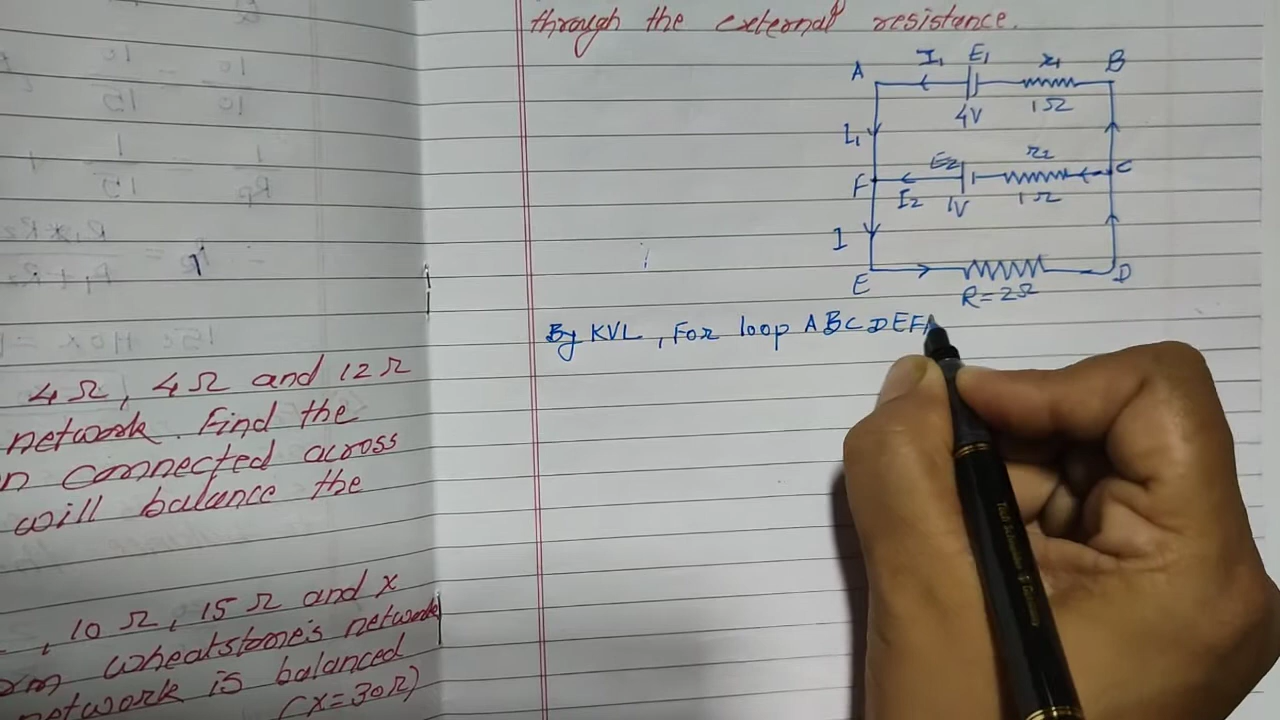 through the external resistance.
A I₁ E₁ r₁ B
4V 1Ω
I₁
F I₂ E₂ r₂ C
1V 1Ω
I
E R=2Ω D
By KVL, For loop ABCDEFA
4Ω, 4Ω and 12Ω
network. Find the
n connected across
will balance the
, 10Ω, 15Ω and x
wheatstone's network
network is balanced
(x=30Ω)